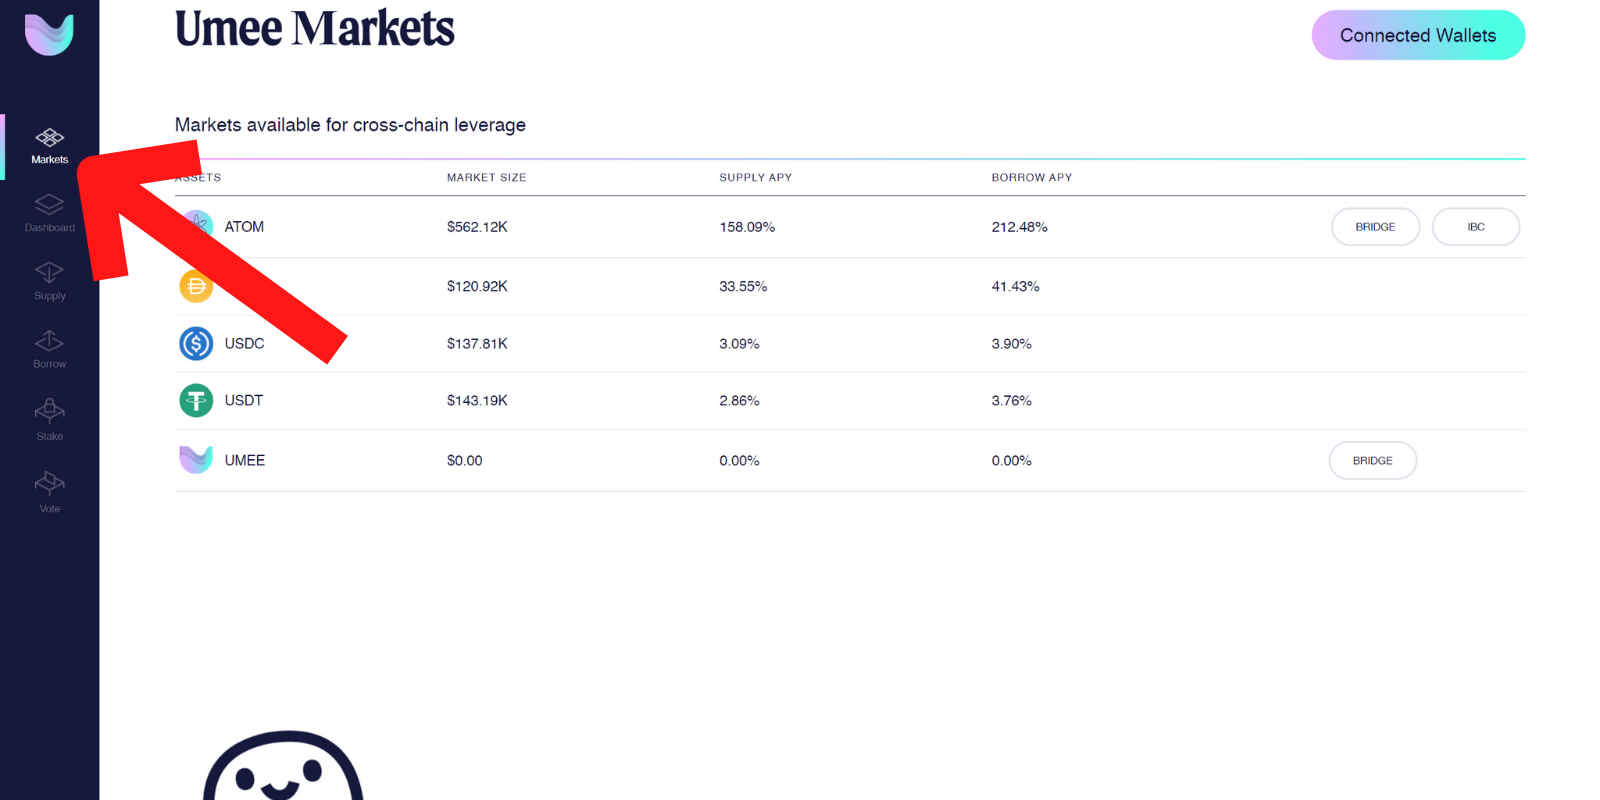 Umee Markets
Connected Wallets
Markets
Dashboard
Supply
Borrow
Stake
Vote
Markets available for cross-chain leverage
ASSETS MARKET SIZE SUPPLY APY BORROW APY
ATOM $562.12K 158.09% 212.48% BRIDGE IBC
$120.92K 33.55% 41.43%
USDC $137.81K 3.09% 3.90%
USDT $143.19K 2.86% 3.76%
UMEE $0.00 0.00% 0.00% BRIDGE